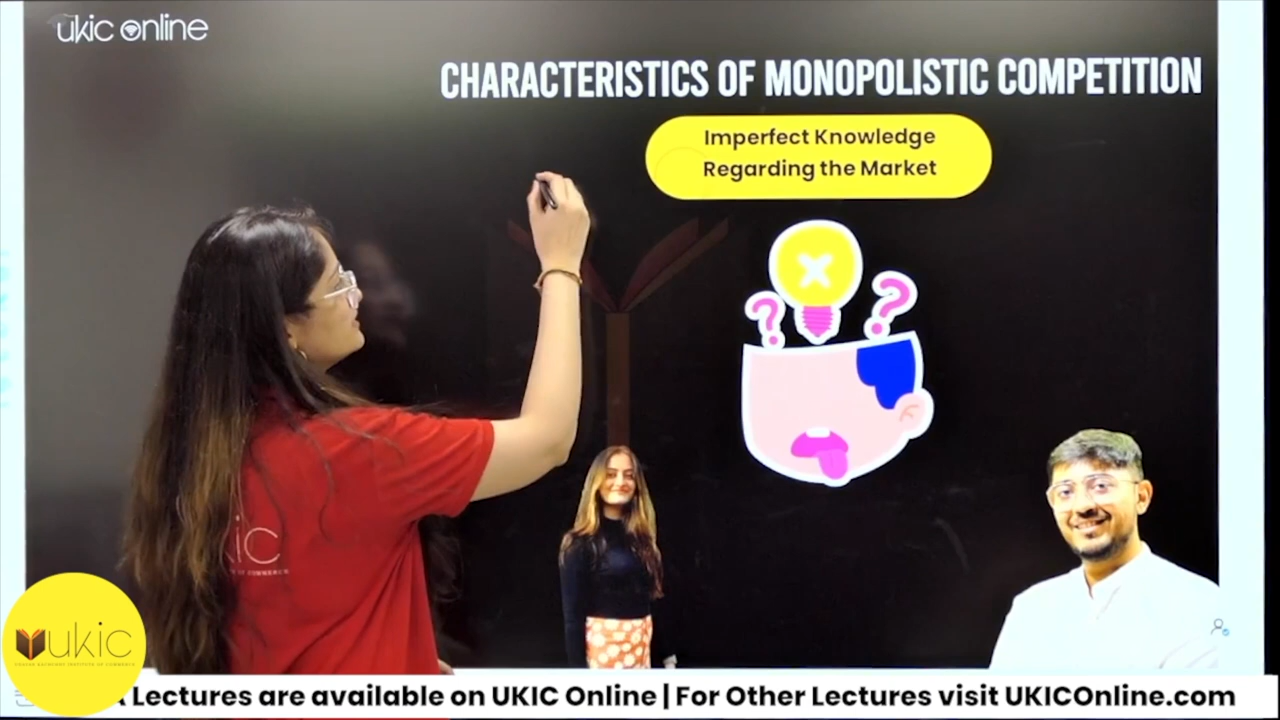 ukic online
CHARACTERISTICS OF MONOPOLISTIC COMPETITION
Imperfect Knowledge
Regarding the Market
ukic
Lectures are available on UKIC Online | For Other Lectures visit UKICOnline.com